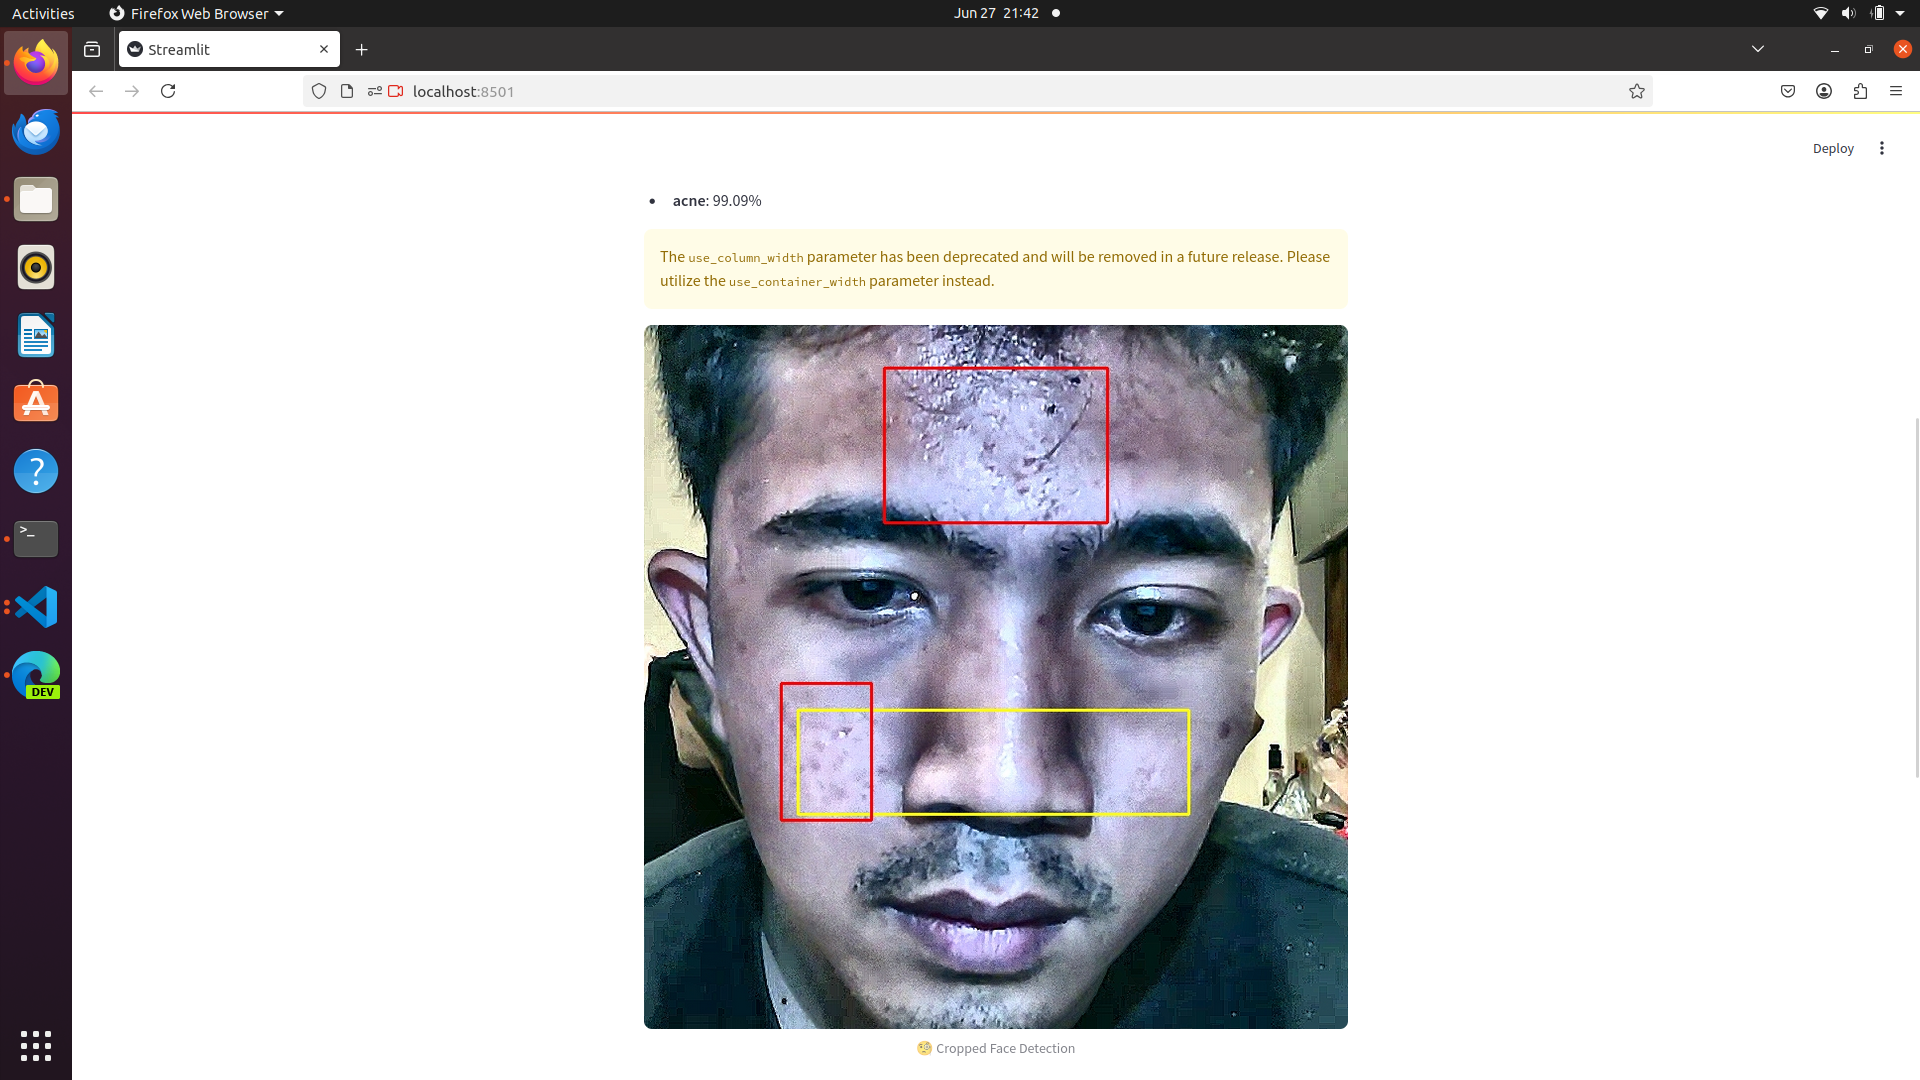 Activities
Firefox Web Browser
Jun 27 21:42
Streamlit
localhost:8501
Deploy
acne: 99.09%
The use_column_width parameter has been deprecated and will be removed in a future release. Please
utilize the use_container_width parameter instead.
>_
?
DEV
🧐 Cropped Face Detection